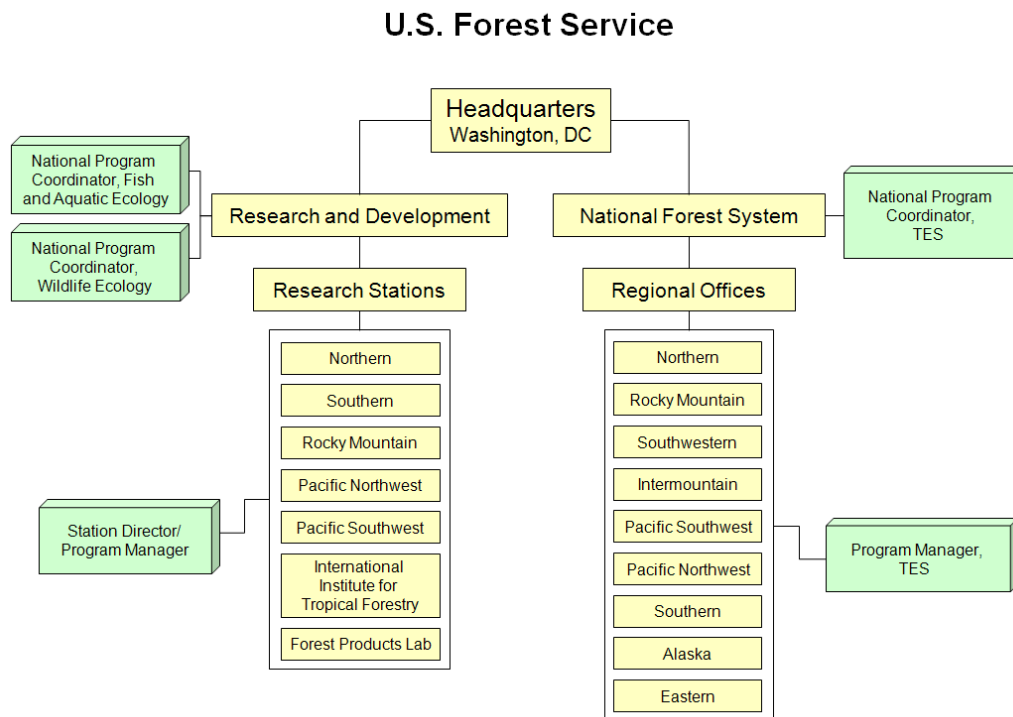 U.S. Forest Service
Headquarters
Washington, DC
National Program
Coordinator, Fish
and Aquatic Ecology
National Program
Coordinator,
Wildlife Ecology
Research and Development
National Forest System
National Program
Coordinator,
TES
Research Stations
Regional Offices
Northern
Southern
Rocky Mountain
Pacific Northwest
Pacific Southwest
International
Institute for
Tropical Forestry
Forest Products Lab
Station Director/
Program Manager
Northern
Rocky Mountain
Southwestern
Intermountain
Pacific Southwest
Pacific Northwest
Southern
Alaska
Eastern
Program Manager,
TES